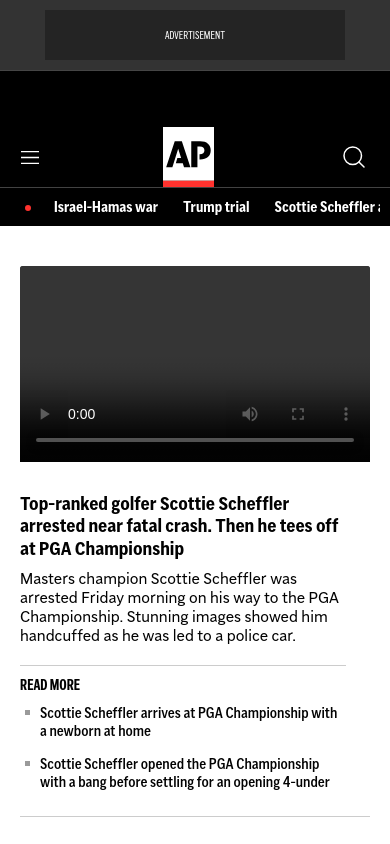 ADVERTISEMENT
AP
Israel-Hamas war Trump trial Scottie Scheffler
0:00
Top-ranked golfer Scottie Scheffler
arrested near fatal crash. Then he tees off
at PGA Championship
Masters champion Scottie Scheffler was
arrested Friday morning on his way to the PGA
Championship. Stunning images showed him
handcuffed as he was led to a police car.
READ MORE
Scottie Scheffler arrives at PGA Championship with
a newborn at home
Scottie Scheffler opened the PGA Championship
with a bang before settling for an opening 4-under